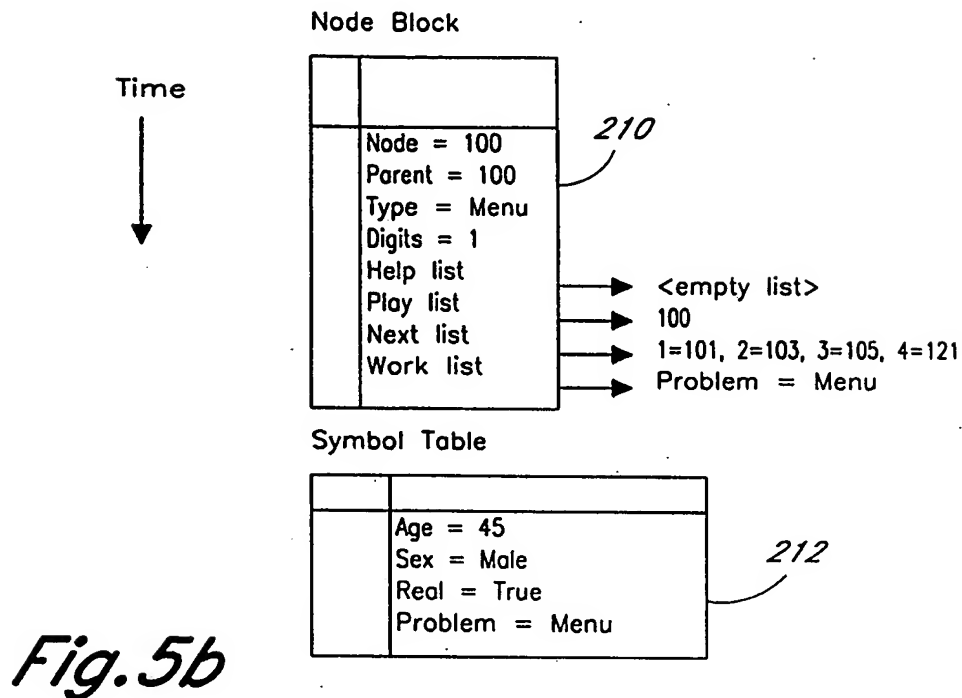 Node Block
Time
210
Node = 100
Parent = 100
Type = Menu
Digits = 1
Help list
<empty list>
Play list
100
Next list
1=101, 2=103, 3=105, 4=121
Work list
Problem = Menu
Symbol Table
Age = 45
Sex = Male
Real = True
Problem = Menu
212
Fig.5b